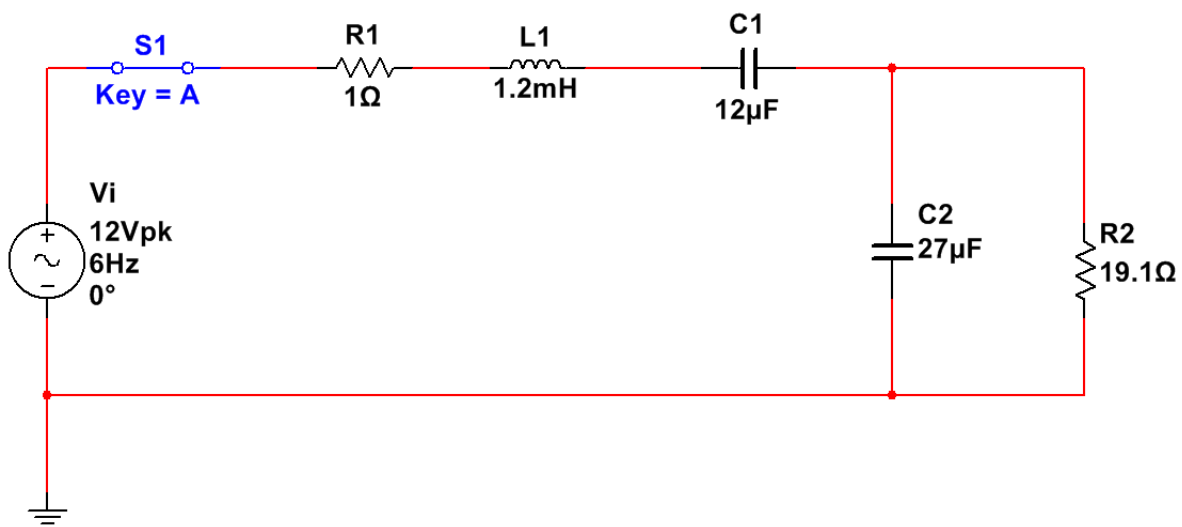 S1
Key = A
R1
1Ω
L1
1.2mH
C1
12µF
Vi
12Vpk
6Hz
0°
C2
27µF
R2
19.1Ω